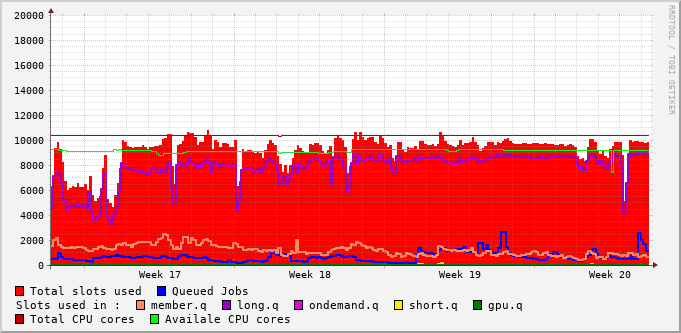 RRDTOOL / TOBI OETIKER
20000
18000
16000
14000
12000
10000
8000
6000
4000
2000
0
Week 17 Week 18 Week 19 Week 20
Total slots used Queued Jobs
Slots used in : member.q long.q ondemand.q short.q gpu.q
Total CPU cores Availale CPU cores